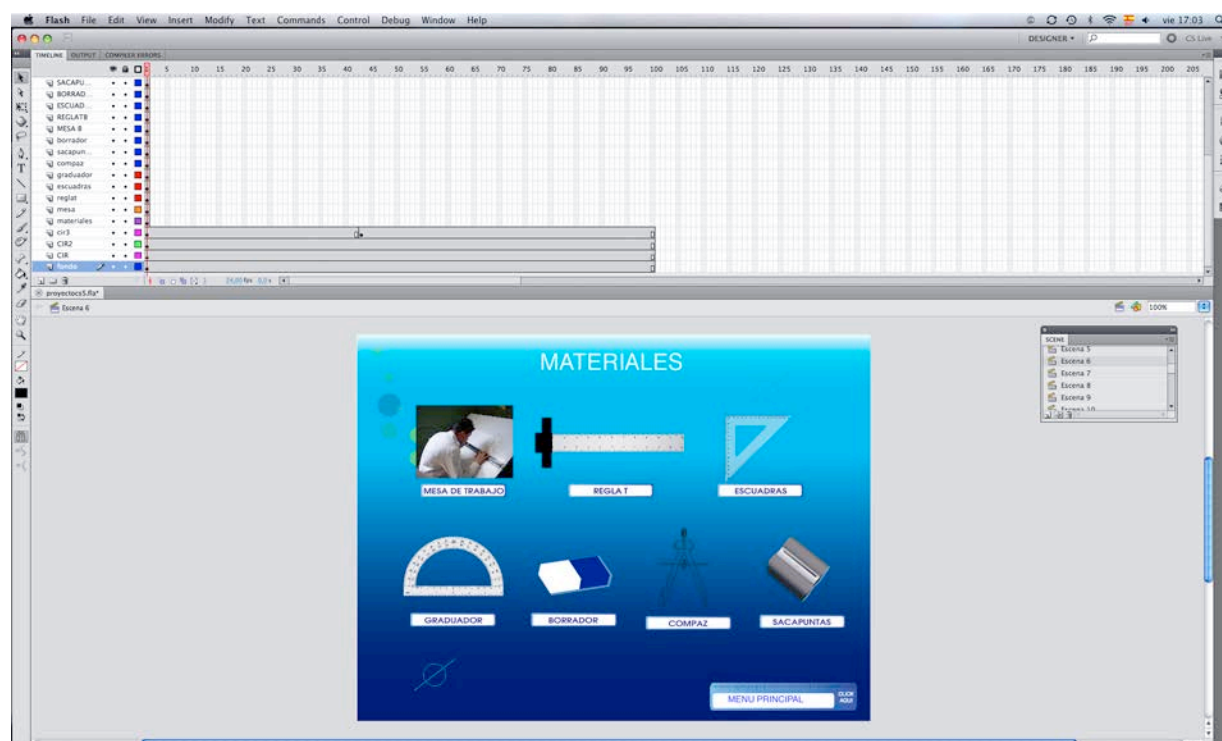 Flash File Edit View Insert Modify Text Commands Control Debug Window Help
vie 17:03
DESIGNER
CS Live
TIMELINE OUTPUT COMPILER ERRORS
5 10 15 20 25 30 35 40 45 50 55 60 65 70 75 80 85 90 95 100 105 110 115 120 125 130 135 140 145 150 155 160 165 170 175 180 185 190 195 200 205
SACAPU...
BORRAD...
ESCUAD...
REGLATB
MESA B
borrador
sacapun...
compaz
graduador
escuadras
reglat
mesa
materiales
cir3
CIR2
CIR
fondo
proyectocs5.fla*
Escena 6
100%
SCENE
Escena 5
Escena 6
Escena 7
Escena 8
Escena 9
Escena 10
MATERIALES
MESA DE TRABAJO
REGLA T
ESCUADRAS
GRADUADOR
BORRADOR
COMPAZ
SACAPUNTAS
MENU PRINCIPAL
CLICK
AQUI